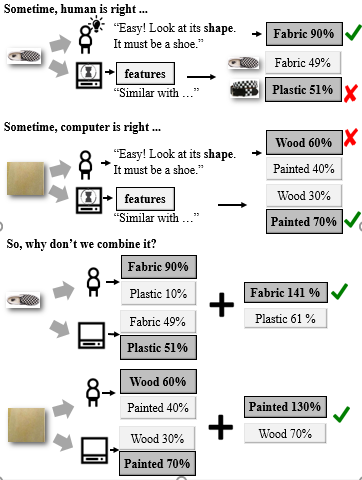 Sometime, human is right ...
"Easy! Look at its shape.
It must be a shoe."
Fabric 90%
features
"Similar with ..."
Fabric 49%
Plastic 51%
Sometime, computer is right ...
"Easy! Look at its shape.
It must be a shoe."
Wood 60%
Painted 40%
features
"Similar with ..."
Wood 30%
Painted 70%
So, why don't we combine it?
Fabric 90%
Plastic 10%
Fabric 49%
Plastic 51%
Fabric 141 %
Plastic 61 %
Wood 60%
Painted 40%
Wood 30%
Painted 70%
Painted 130%
Wood 70%